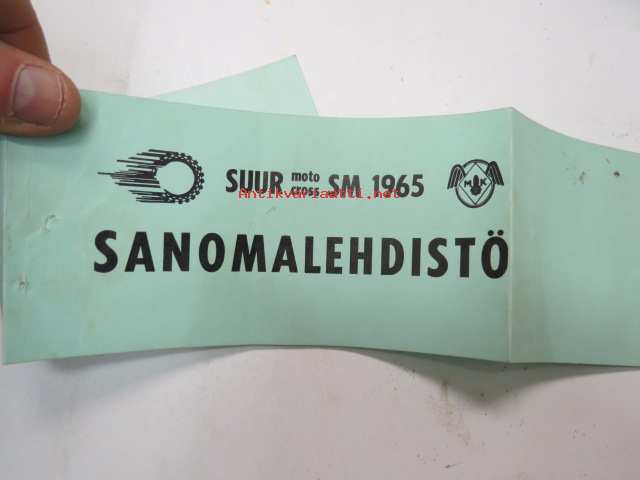 SUUR moto cross SM 1965
Antikvariaatti.net
M K
SANOMALEHDISTÖ